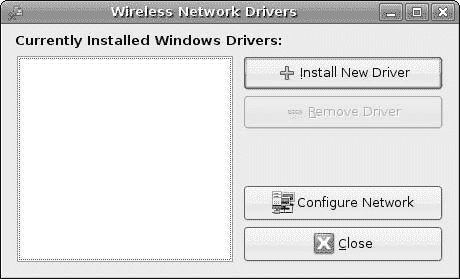 Wireless Network Drivers
Currently Installed Windows Drivers:
Install New Driver
Remove Driver
Configure Network
Close